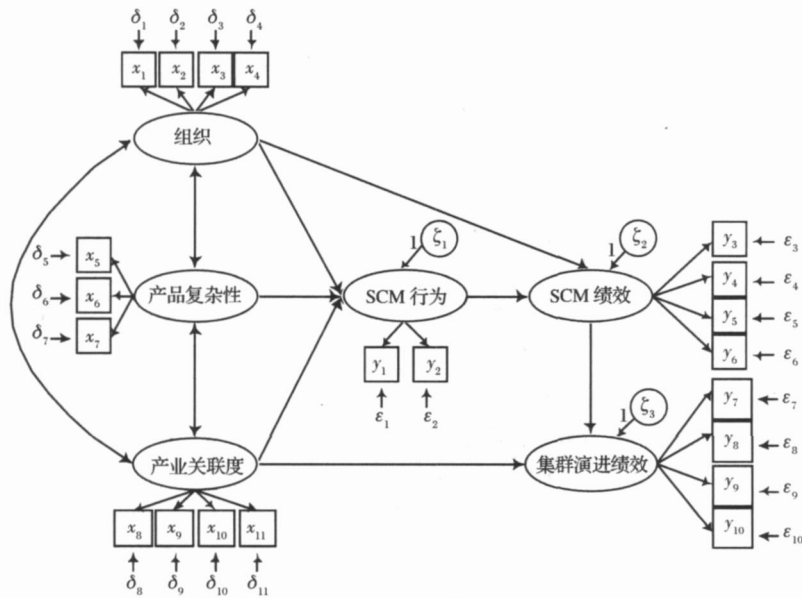 δ₁ δ₂ δ₃ δ₄
x₁ x₂ x₃ x₄
组织
δ₅ x₅
δ₆ x₆
δ₇ x₇
产品复杂性
1 ζ₁
SCM 行为
y₁ y₂
ε₁ ε₂
1 ζ₂
SCM 绩效
y₃ ε₃
y₄ ε₄
y₅ ε₅
y₆ ε₆
产业关联度
x₈ x₉ x₁₀ x₁₁
δ₈ δ₉ δ₁₀ δ₁₁
1 ζ₃
集群演进绩效
y₇ ε₇
y₈ ε₈
y₉ ε₉
y₁₀ ε₁₀